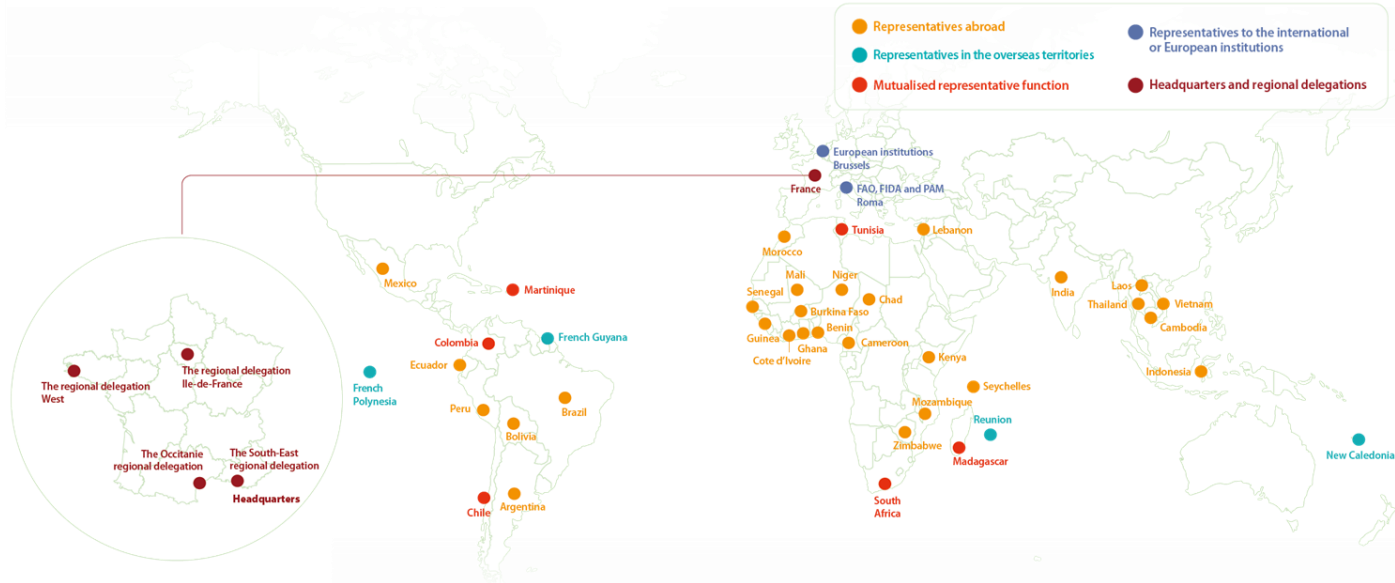 Representatives abroad
Representatives in the overseas territories
Mutualised representative function
Representatives to the international
or European institutions
Headquarters and regional delegations
European institutions
Brussels
France
FAO, FIDA and PAM
Roma
Tunisia
Lebanon
Morocco
Mali
Niger
Senegal
Chad
Burkina Faso
Guinea
Benin
Ghana
Cote d'Ivoire
Cameroon
Kenya
Seychelles
Mozambique
Reunion
Zimbabwe
Madagascar
South
Africa
India
Laos
Thailand
Vietnam
Cambodia
Indonesia
New Caledonia
Mexico
Martinique
French Guyana
Colombia
Ecuador
French
Polynesia
Peru
Brazil
Bolivia
Chile
Argentina
The regional delegation
West
The regional delegation
Ile-de-France
The Occitanie
regional delegation
The South-East
regional delegation
Headquarters